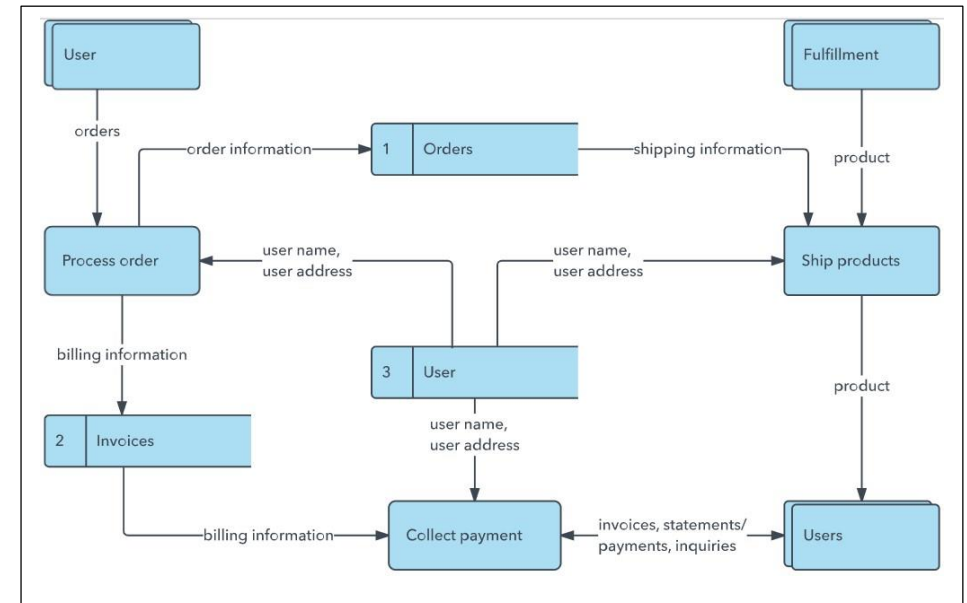 User
Fulfillment
orders
order information
1 Orders
shipping information
product
Process order
user name,
user address
user name,
user address
Ship products
billing information
3 User
product
2 Invoices
user name,
user address
billing information
Collect payment
invoices, statements/
payments, inquiries
Users